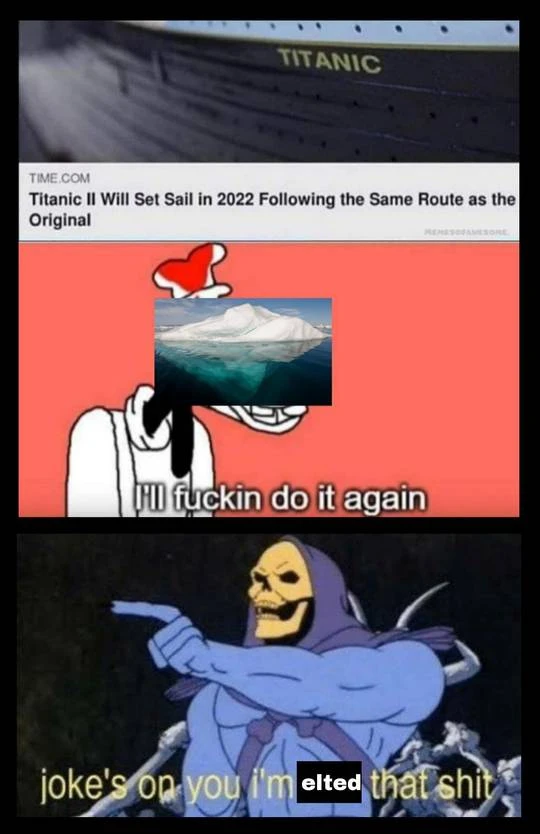 TITANIC
TIME.COM
Titanic II Will Set Sail in 2022 Following the Same Route as the
Original
MEMESOFAWESOME
I'll fuckin do it again
joke's on you i'm elted that shit